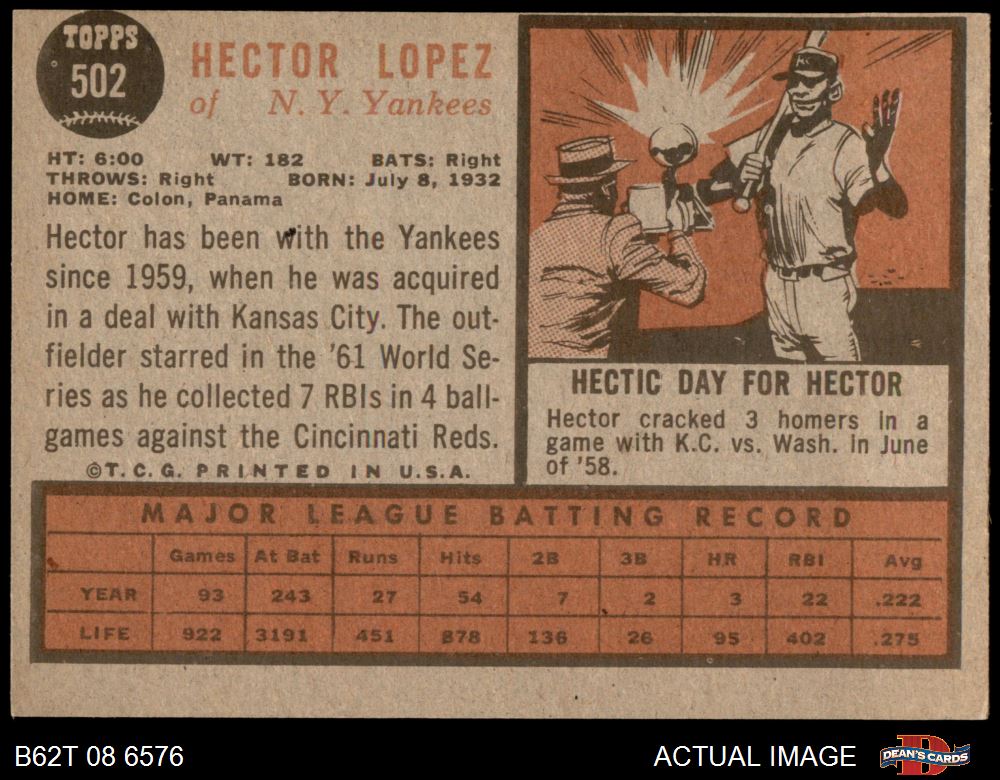 TOPPS
502
HECTOR LOPEZ
of N. Y. Yankees
HT: 6:00 WT: 182 BATS: Right
THROWS: Right BORN: July 8, 1932
HOME: Colon, Panama
Hector has been with the Yankees
since 1959, when he was acquired
in a deal with Kansas City. The out-
fielder starred in the '61 World Se-
ries as he collected 7 RBIs in 4 ball-
games against the Cincinnati Reds.
©T.C.G. PRINTED IN U.S.A.
KC
HECTIC DAY FOR HECTOR
Hector cracked 3 homers in a
game with K.C. vs. Wash. in June
of '58.
MAJOR LEAGUE BATTING RECORD
Games At Bat Runs Hits 2B 3B HR RBI Avg
YEAR 93 243 27 54 7 2 3 22 .222
LIFE 922 3191 451 878 136 26 95 402 .275
B62T 08 6576
ACTUAL IMAGE
DEAN'S CARDS
D